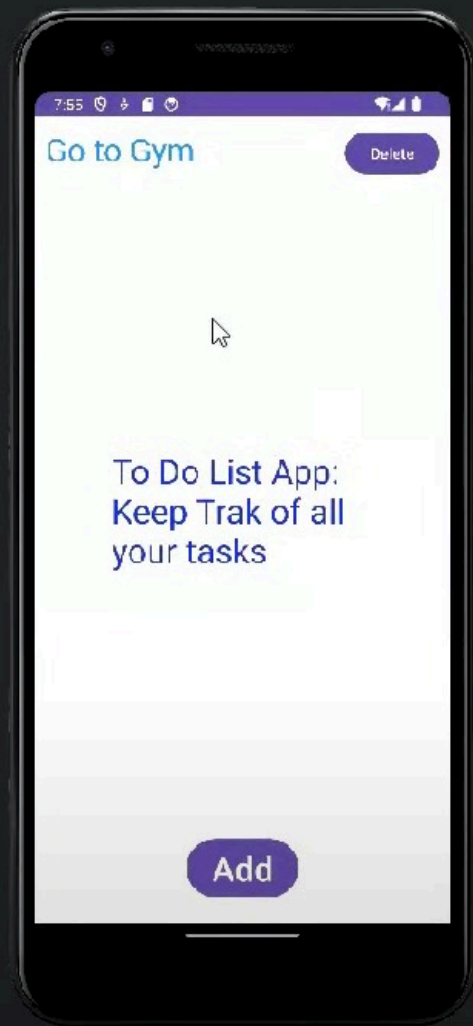 7:55
Go to Gym
Delete
To Do List App:
Keep Trak of all
your tasks
Add